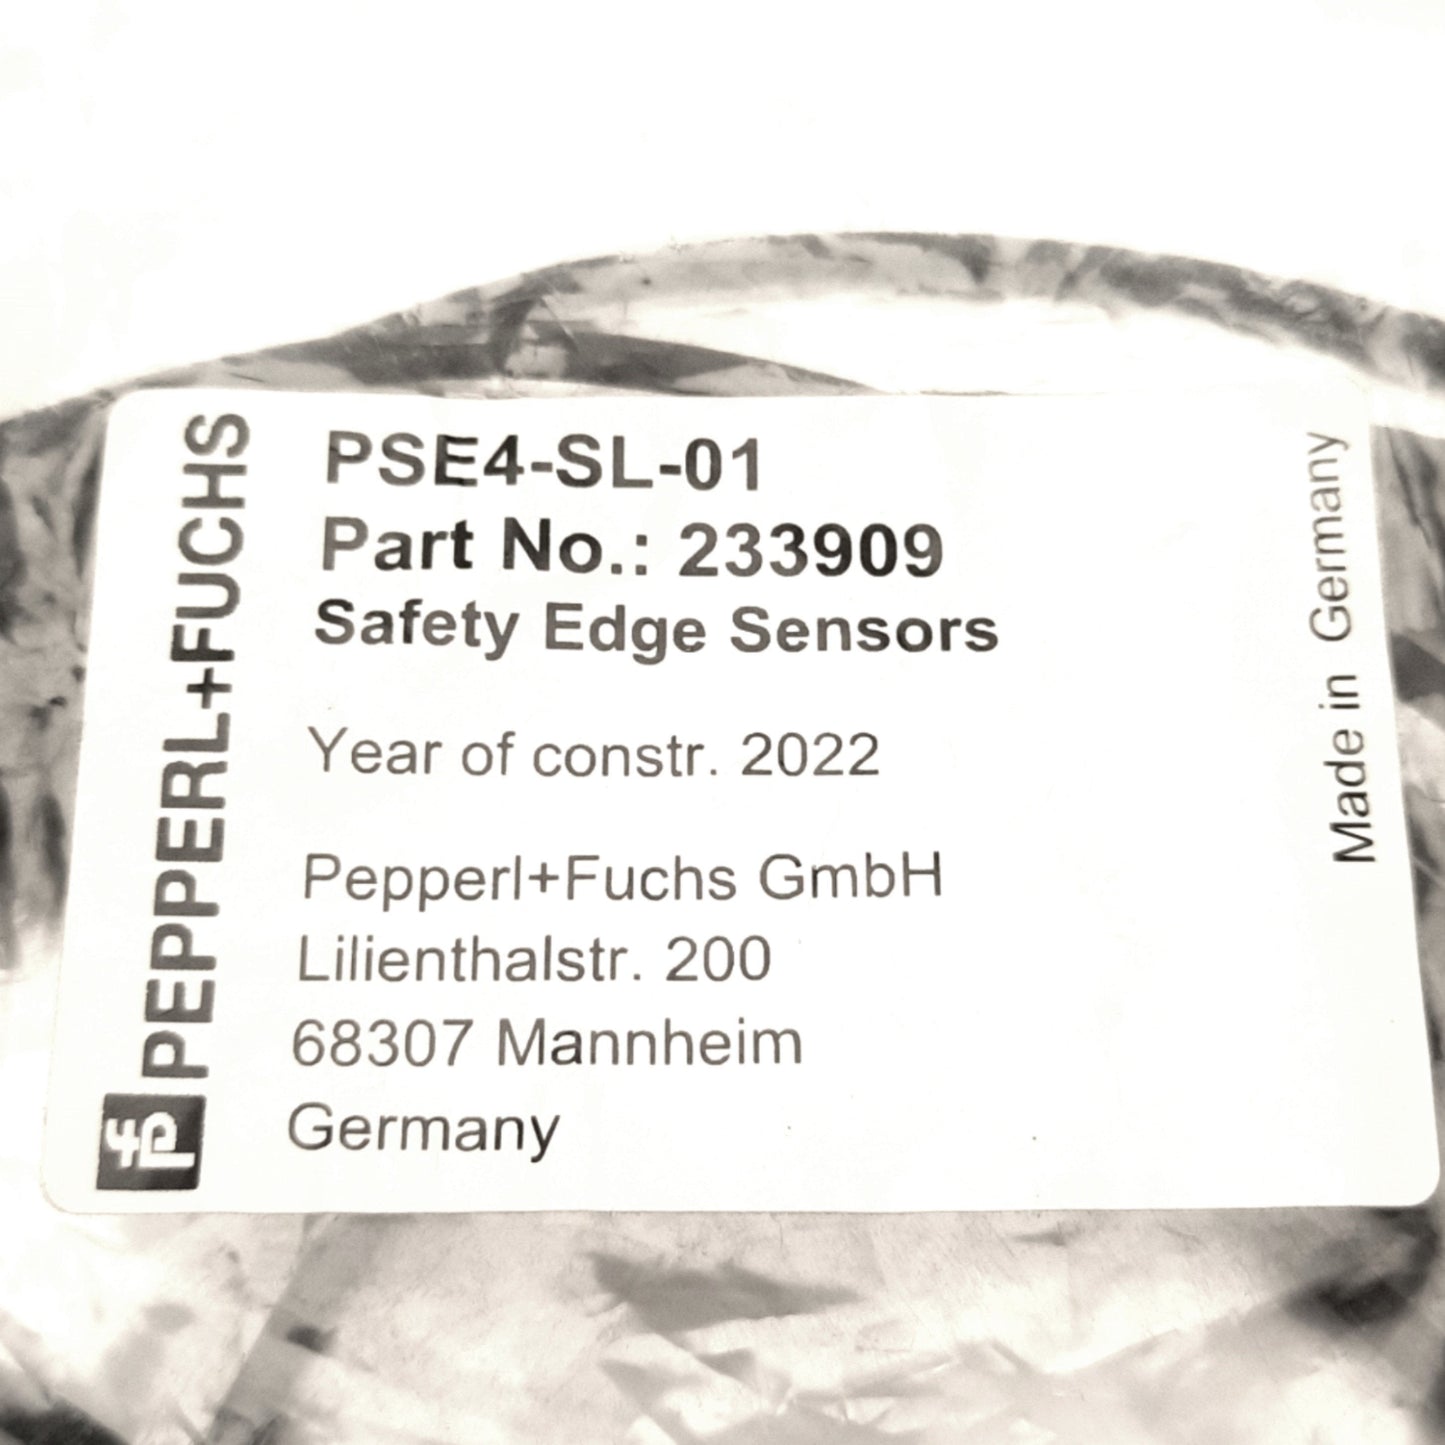 PEPPERL+FUCHS
PSE4-SL-01
Part No.: 233909
Safety Edge Sensors
Year of constr. 2022
Pepperl+Fuchs GmbH
Lilienthalstr. 200
68307 Mannheim
Germany
Made in Germany